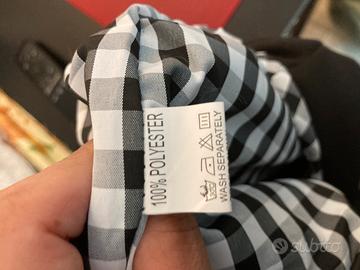 100% POLYESTER
WASH SEPARATELY
subito